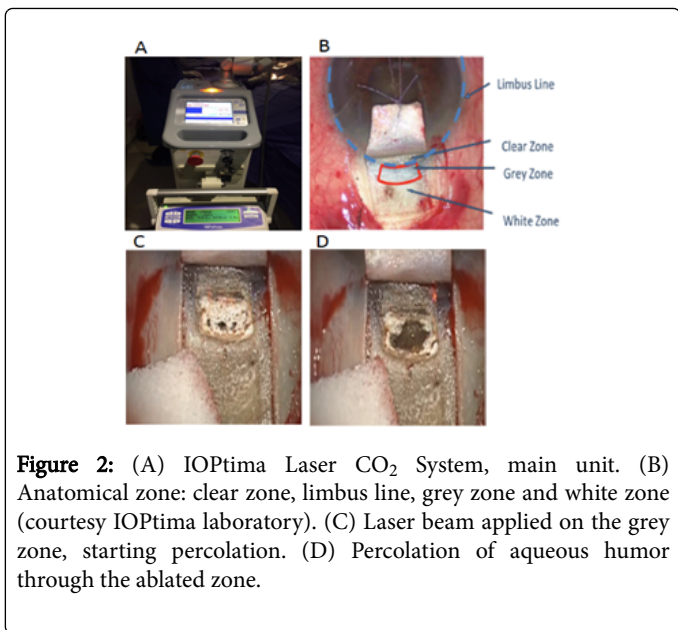 A
B
Limbus Line
Clear Zone
Grey Zone
White Zone
C
D
Figure 2: (A) IOPtima Laser CO₂ System, main unit. (B)
Anatomical zone: clear zone, limbus line, grey zone and white zone
(courtesy IOPtima laboratory). (C) Laser beam applied on the grey
zone, starting percolation. (D) Percolation of aqueous humor
through the ablated zone.